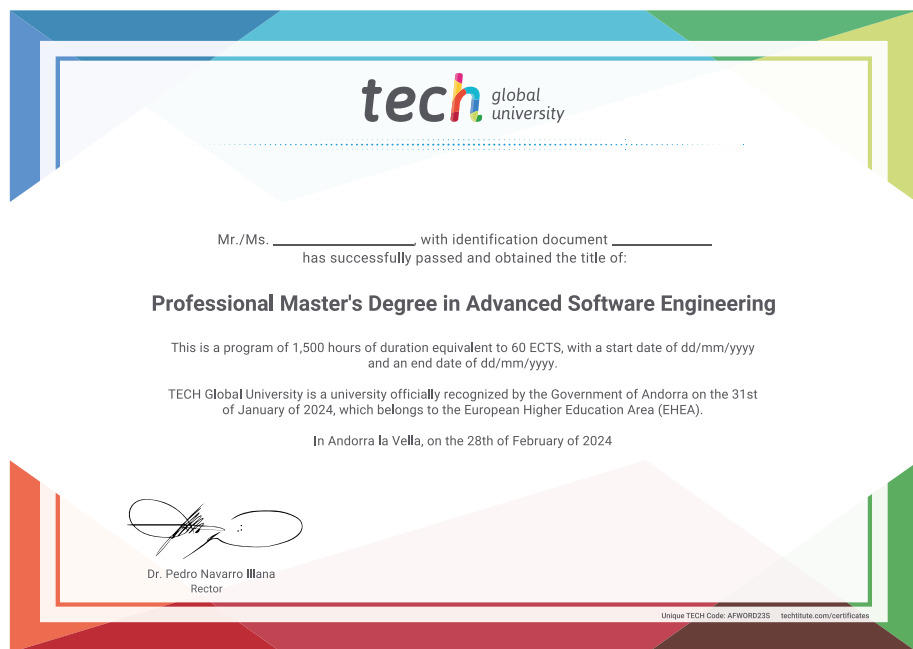 tech global university
Mr./Ms. ____________________, with identification document ______________
has successfully passed and obtained the title of:
Professional Master's Degree in Advanced Software Engineering
This is a program of 1,500 hours of duration equivalent to 60 ECTS, with a start date of dd/mm/yyyy
and an end date of dd/mm/yyyy.
TECH Global University is a university officially recognized by the Government of Andorra on the 31st
of January of 2024, which belongs to the European Higher Education Area (EHEA).
In Andorra la Vella, on the 28th of February of 2024
Dr. Pedro Navarro Illana
Rector
Unique TECH Code: AFWORD23S techtitute.com/certificates